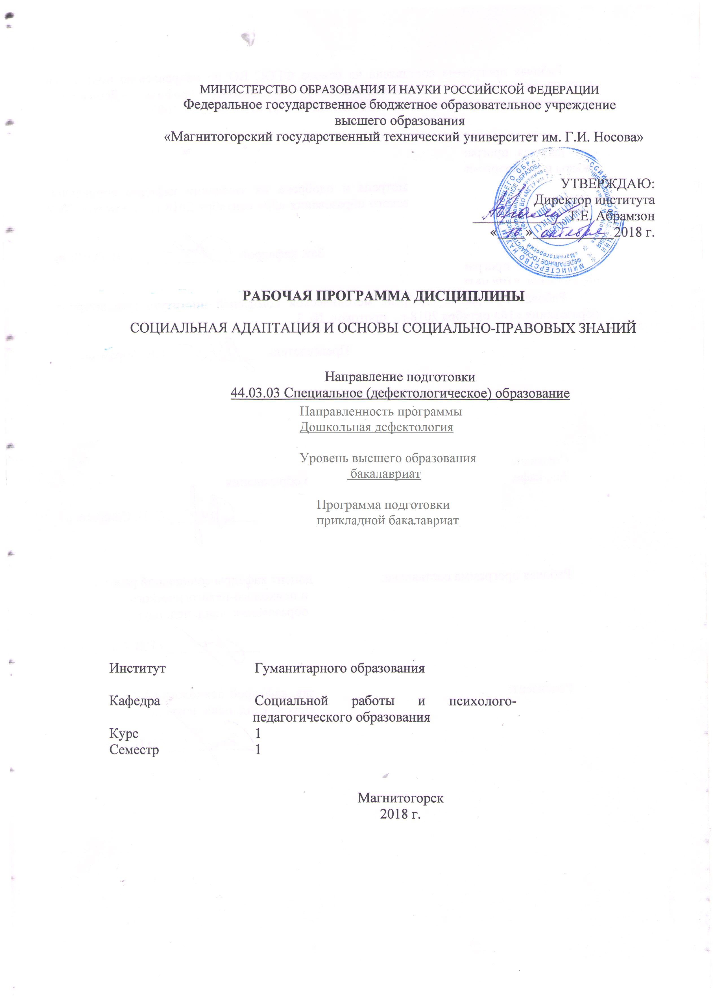 МИНИСТЕРСТВО ОБРАЗОВАНИЯ И НАУКИ РОССИЙСКОЙ ФЕДЕРАЦИИ
Федеральное государственное бюджетное образовательное учреждение
высшего образования
«Магнитогорский государственный технический университет им. Г.И. Носова»
УТВЕРЖДАЮ:
Директор института
Т.Е. Абрамзон
«16» октября 2018 г.
РАБОЧАЯ ПРОГРАММА ДИСЦИПЛИНЫ
СОЦИАЛЬНАЯ АДАПТАЦИЯ И ОСНОВЫ СОЦИАЛЬНО-ПРАВОВЫХ ЗНАНИЙ
Направление подготовки
44.03.03 Специальное (дефектологическое) образование
Направленность программы
Дошкольная дефектология
Уровень высшего образования
бакалавриат
Программа подготовки
прикладной бакалавриат
Институт Гуманитарного образования
Кафедра Социальной работы и психолого-
педагогического образования
Курс 1
Семестр 1
Магнитогорск
2018 г.